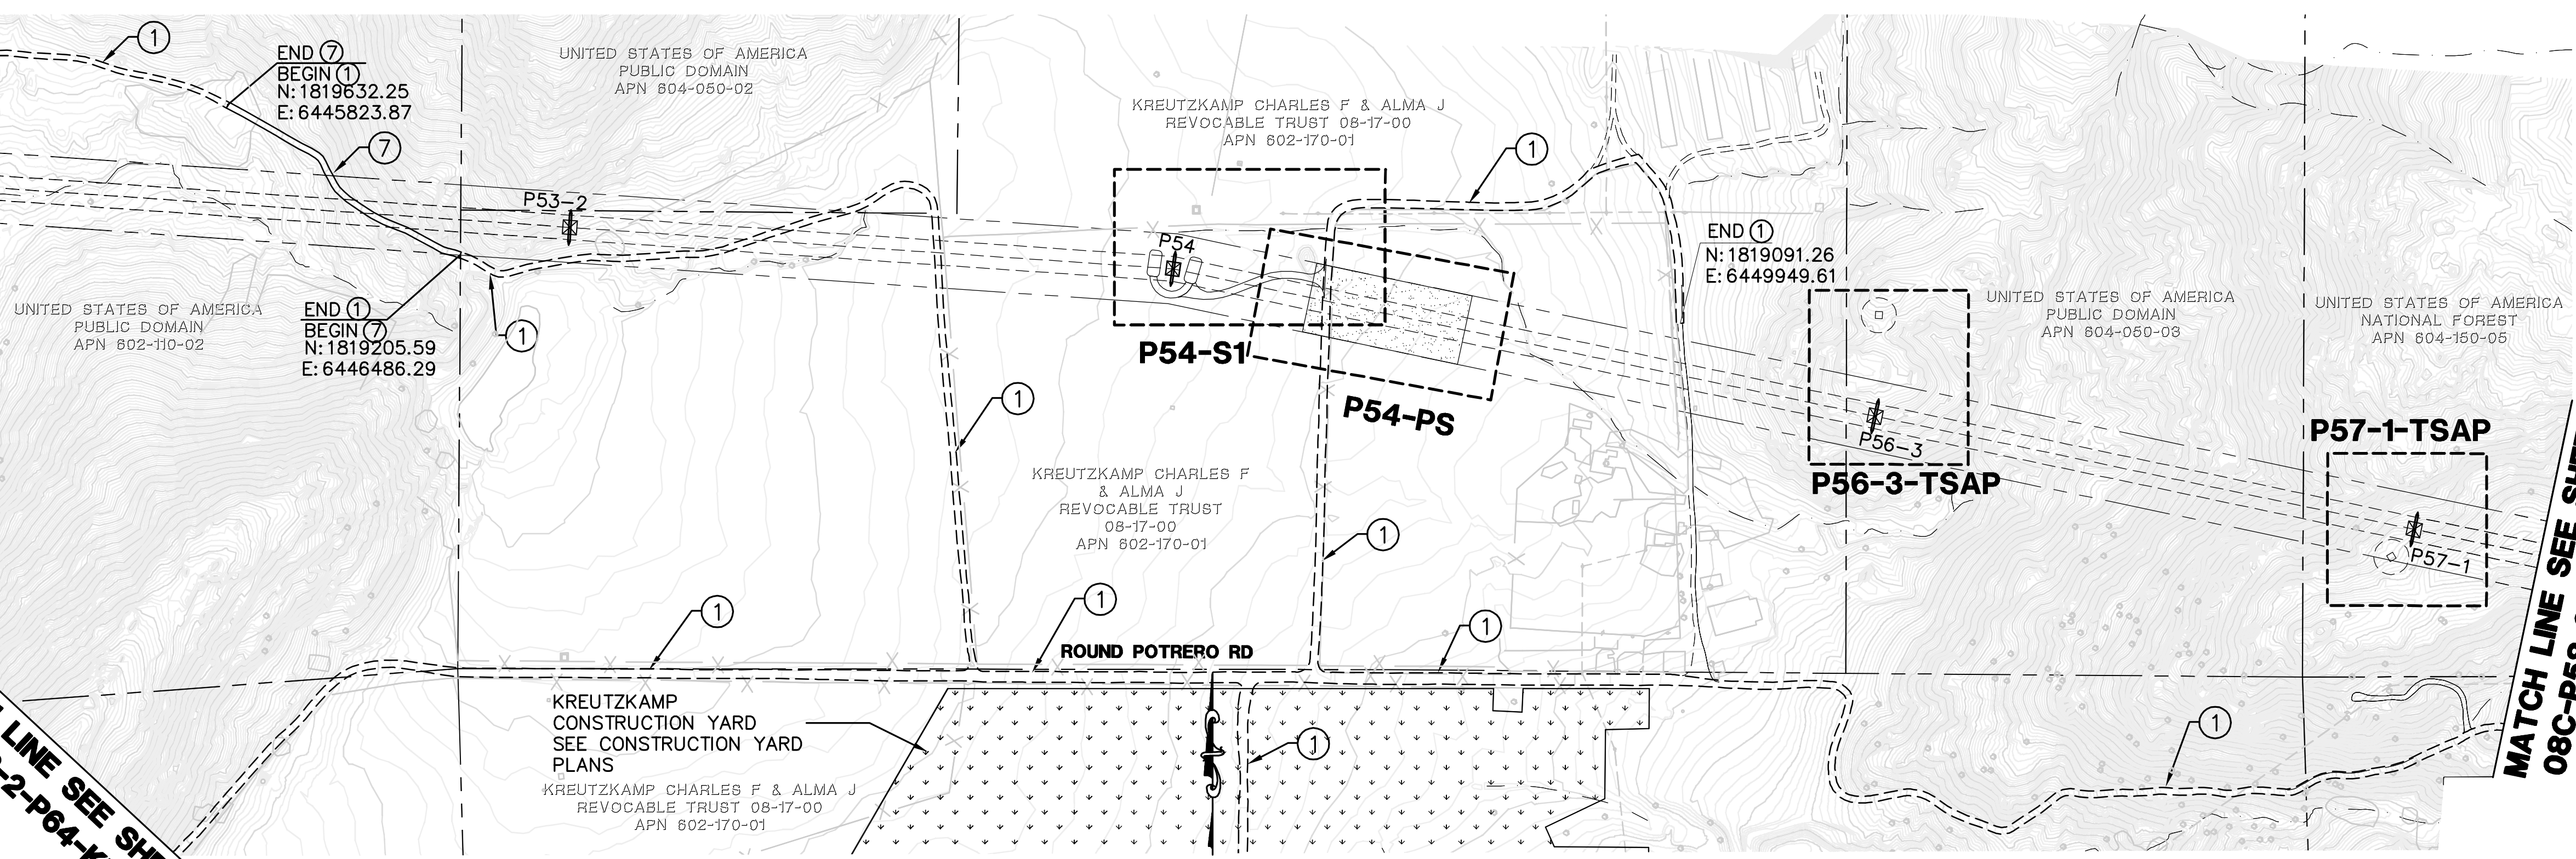 1
END 7
BEGIN 1
N:1819632.25
E:6445823.87
7
UNITED STATES OF AMERICA
PUBLIC DOMAIN
APN 604-050-02
P53-2
UNITED STATES OF AMERICA
PUBLIC DOMAIN
APN 602-110-02
END 1
BEGIN 7
N:1819205.59
E:6446486.29
1
KREUTZKAMP CHARLES F & ALMA J
REVOCABLE TRUST 08-17-00
APN 602-170-01
1
P54
P54-S1
P54-PS
1
END 1
N:1819091.26
E:6449949.61
UNITED STATES OF AMERICA
PUBLIC DOMAIN
APN 604-050-03
UNITED STATES OF AMERICA
NATIONAL FOREST
APN 604-150-05
P56-3
P56-3-TSAP
P57-1-TSAP
P57-1
KREUTZKAMP CHARLES F
& ALMA J
REVOCABLE TRUST
08-17-00
APN 602-170-01
1
1
1
1
ROUND POTRERO RD
KREUTZKAMP
CONSTRUCTION YARD
SEE CONSTRUCTION YARD
PLANS
KREUTZKAMP CHARLES F & ALMA J
REVOCABLE TRUST 08-17-00
APN 602-170-01
1
1
LINE SEE
2-P64-
MATCH LINE SEE
08C-P58